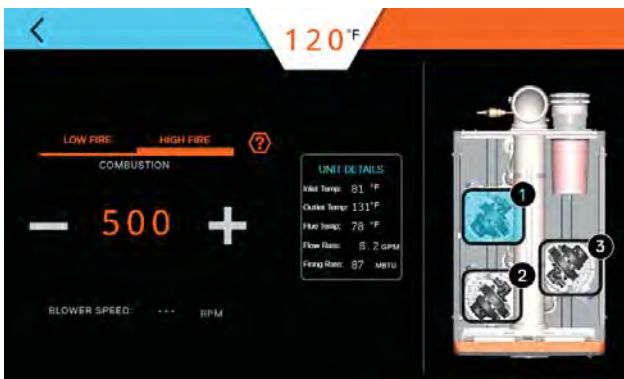 120°F
LOW FIRE HIGH FIRE ?
COMBUSTION
500
BLOWER SPEED: --- RPM
UNIT DETAILS
Inlet Temp: 81 °F
Outlet Temp: 131°F
Flue Temp: 78 °F
Flow Rate: 8.2 GPM
Firing Rate: 87 MBTU
1
2
3